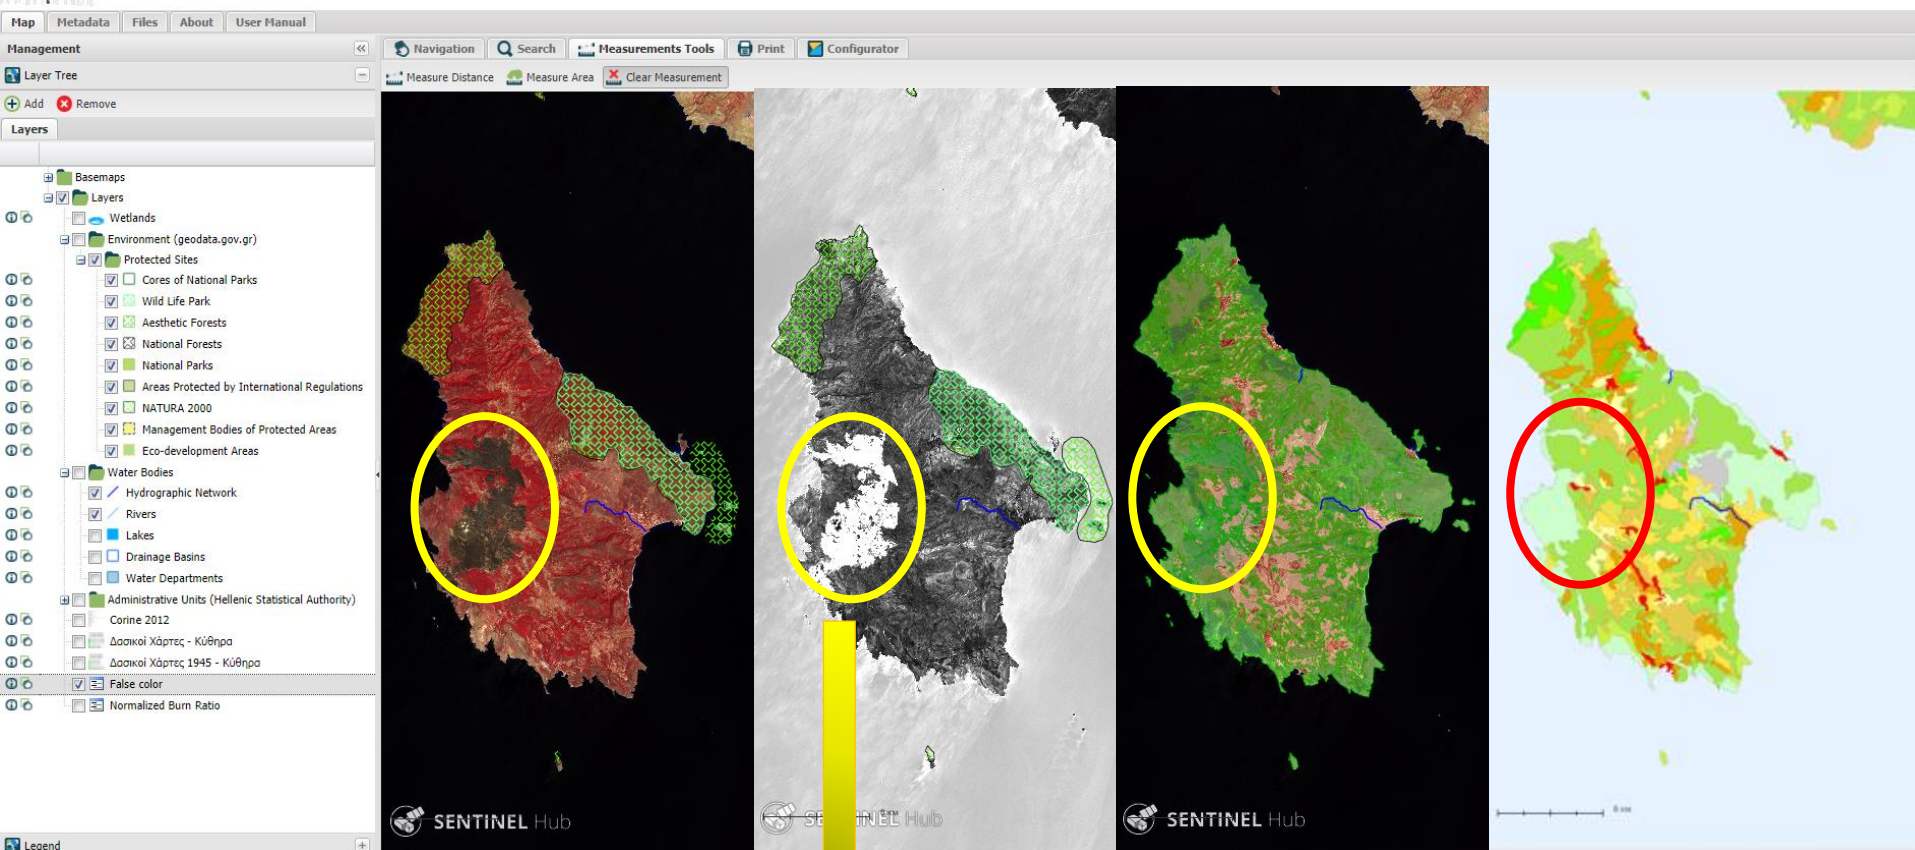 Map Metadata Files About User Manual
Management
Navigation Search Measurements Tools Print Configurator
Layer Tree
Measure Distance Measure Area Clear Measurement
Add Remove
Layers
Basemaps
Layers
Wetlands
Environment (geodata.gov.gr)
Protected Sites
Cores of National Parks
Wild Life Park
Aesthetic Forests
National Forests
National Parks
Areas Protected by International Regulations
NATURA 2000
Management Bodies of Protected Areas
Eco-development Areas
Water Bodies
Hydrographic Network
Rivers
Lakes
Drainage Basins
Water Departments
Administrative Units (Hellenic Statistical Authority)
Corine 2012
Δασικοί Χάρτες - Κύθηρα
Δασικοί Χάρτες 1945 - Κύθηρα
False color
Normalized Burn Ratio
Legend
SENTINEL Hub
SENTINEL Hub